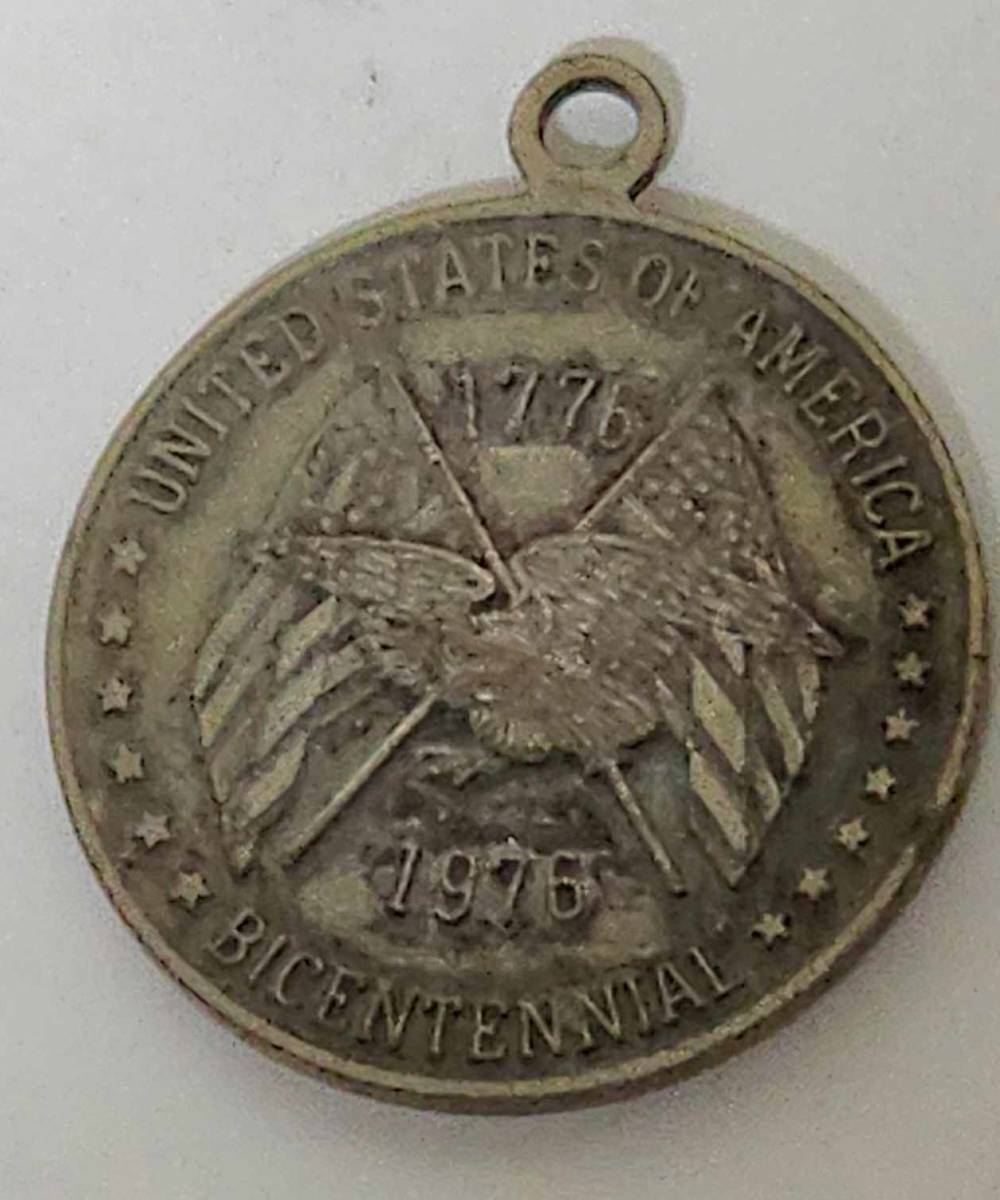 UNITED STATES OF AMERICA
1776
1976
BICENTENNIAL